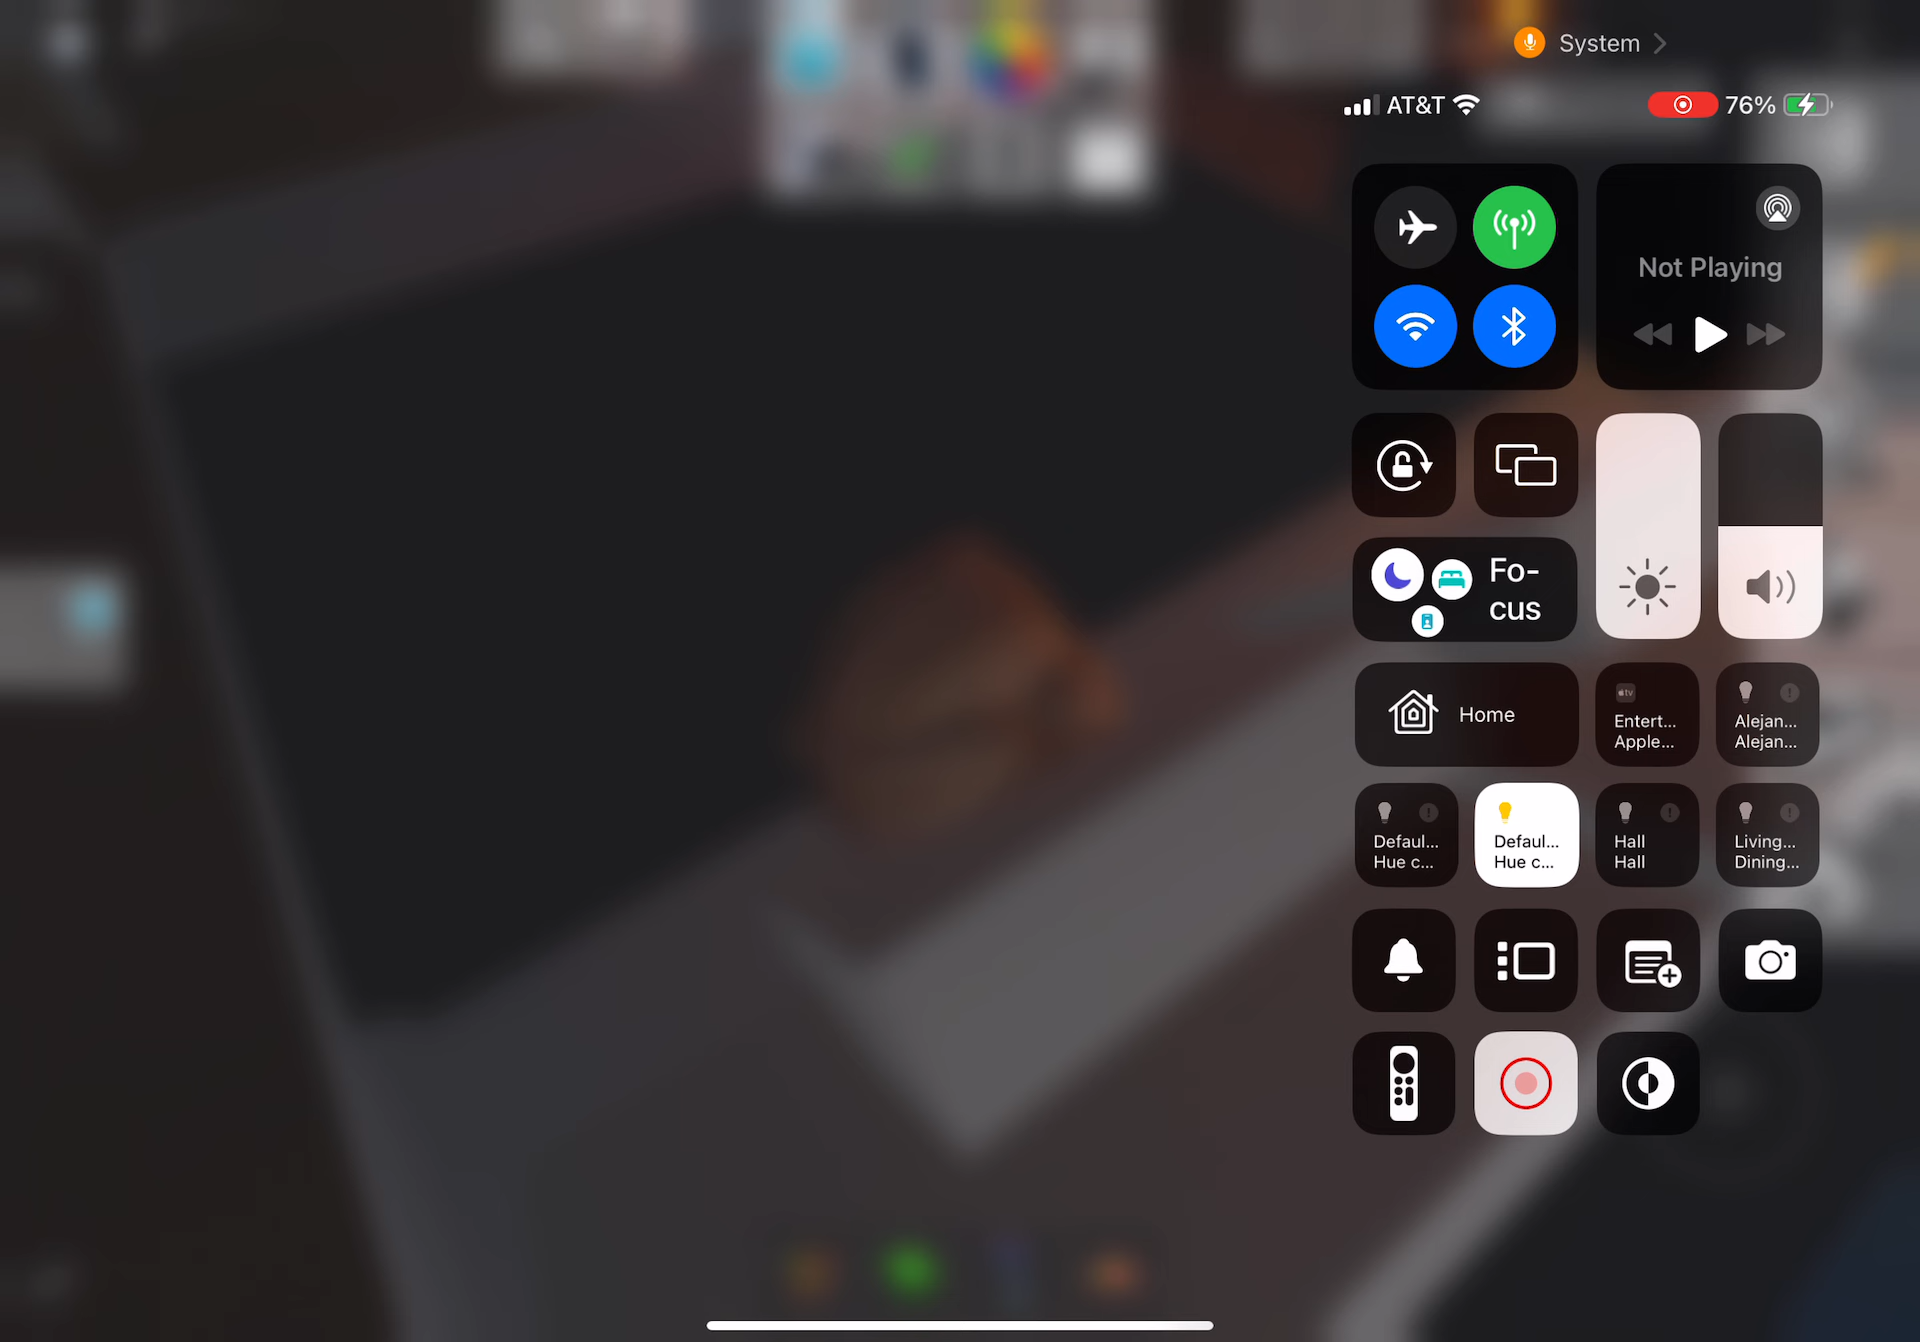 System
AT&T
76%
Not Playing
Fo-
cus
Home
tv
Entert...
Apple...
Alejan...
Alejan...
Defaul...
Hue c...
Defaul...
Hue c...
Hall
Hall
Living...
Dining...